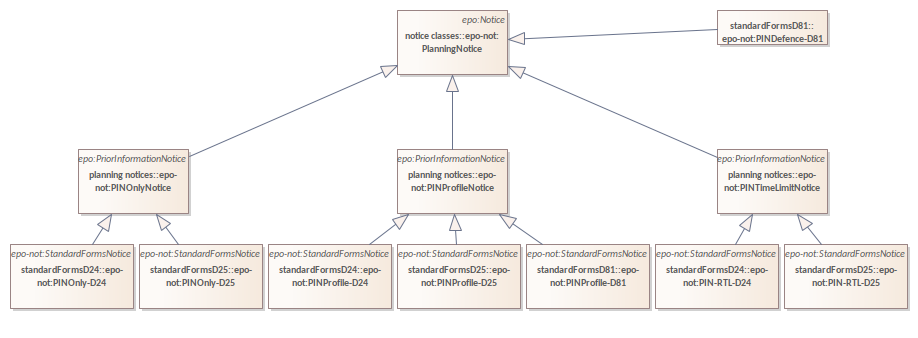 epo:Notice
notice classes::epo-not:
PlanningNotice
standardFormsD81::
epo-not:PINDefence-D81
epo:PriorInformationNotice
planning notices::epo-
not:PINOnlyNotice
epo:PriorInformationNotice
planning notices::epo-
not:PINProfileNotice
epo:PriorInformationNotice
planning notices::epo-
not:PINTimeLimitNotice
epo-not:StandardFormsNotice
standardFormsD24::epo-
not:PINOnly-D24
epo-not:StandardFormsNotice
standardFormsD25::epo-
not:PINOnly-D25
epo-not:StandardFormsNotice
standardFormsD24::epo-
not:PINProfile-D24
epo-not:StandardFormsNotice
standardFormsD25::epo-
not:PINProfile-D25
epo-not:StandardFormsNotice
standardFormsD81::epo-
not:PINProfile-D81
epo-not:StandardFormsNotice
standardFormsD24::epo-
not:PIN-RTL-D24
epo-not:StandardFormsNotice
standardFormsD25::epo-
not:PIN-RTL-D25